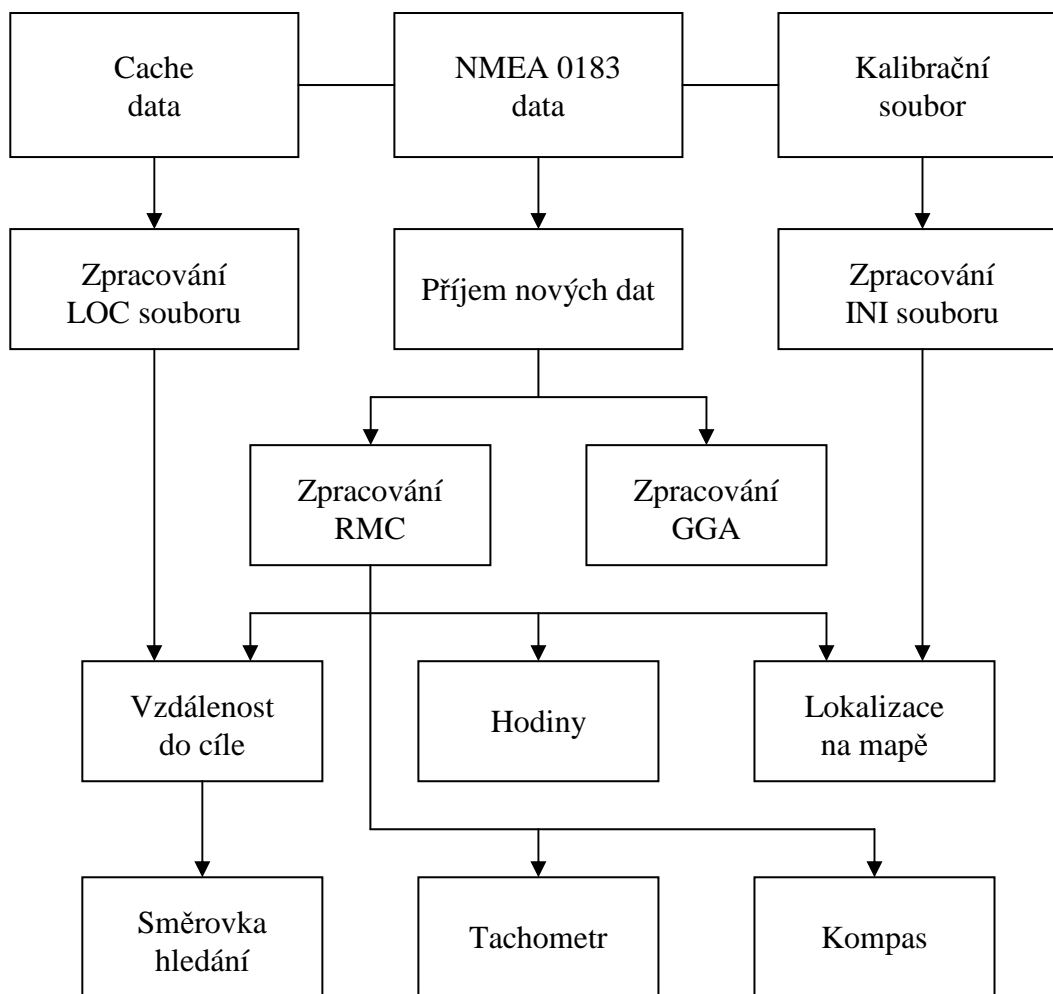 Cache
data
NMEA 0183
data
Kalibrační
soubor
Zpracování
LOC souboru
Příjem nových dat
Zpracování
INI souboru
Zpracování
RMC
Zpracování
GGA
Vzdálenost
do cíle
Hodiny
Lokalizace
na mapě
Směrovka
hledání
Tachometr
Kompas